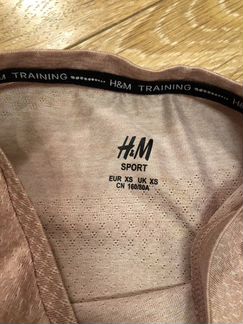 H&M TRAINING H&M TRAINING
H&M
SPORT
EUR XS UK XS
CN 160/80A